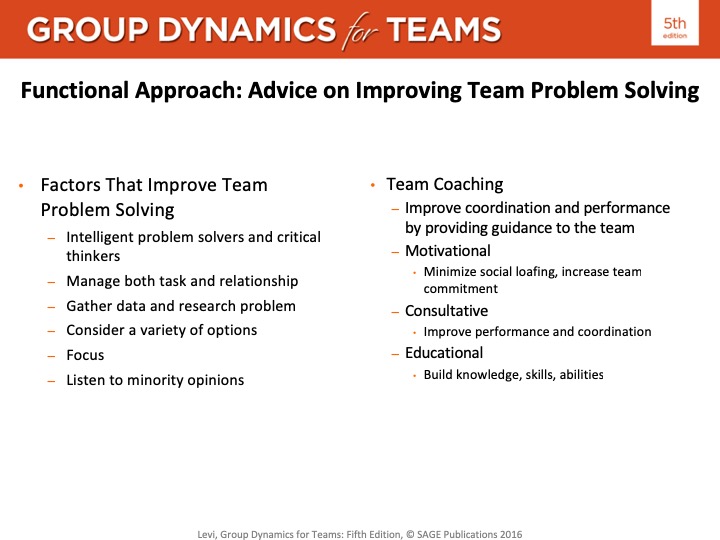 GROUP DYNAMICS for TEAMS
5th
edition
Functional Approach: Advice on Improving Team Problem Solving
• Factors That Improve Team
Problem Solving
– Intelligent problem solvers and critical
thinkers
– Manage both task and relationship
– Gather data and research problem
– Consider a variety of options
– Focus
– Listen to minority opinions
• Team Coaching
– Improve coordination and performance
by providing guidance to the team
– Motivational
• Minimize social loafing, increase team
commitment
– Consultative
• Improve performance and coordination
– Educational
• Build knowledge, skills, abilities
Levi, Group Dynamics for Teams: Fifth Edition, © SAGE Publications 2016